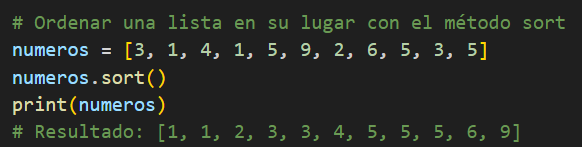 # Ordenar una lista en su lugar con el método sort
numeros = [3, 1, 4, 1, 5, 9, 2, 6, 5, 3, 5]
numeros.sort()
print(numeros)
# Resultado: [1, 1, 2, 3, 3, 4, 5, 5, 5, 6, 9]